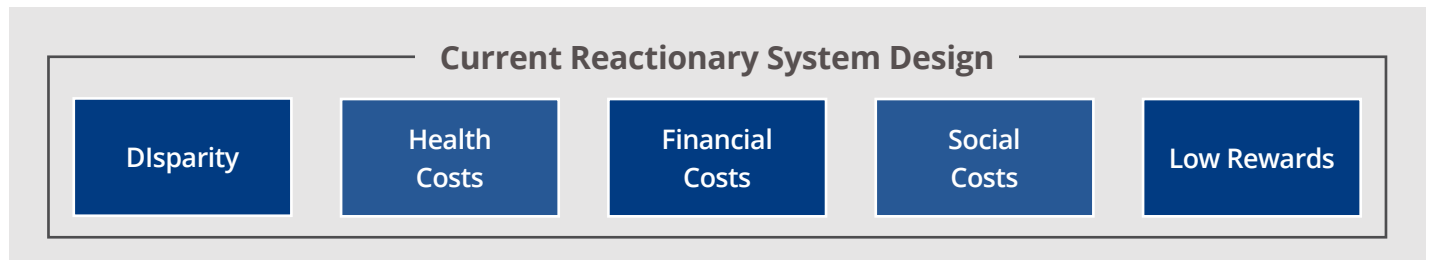 Current Reactionary System Design
DIsparity
Health
Costs
Financial
Costs
Social
Costs
Low Rewards